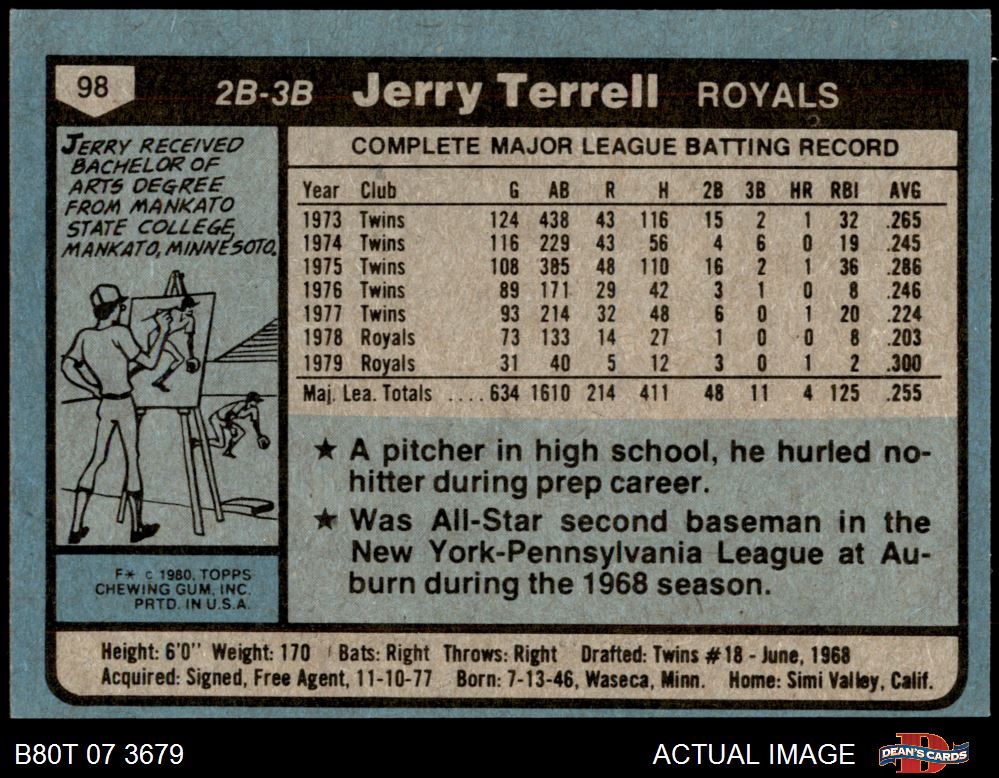 98 2B-3B Jerry Terrell ROYALS
JERRY RECEIVED
BACHELOR OF
ARTS DEGREE
FROM MANKATO
STATE COLLEGE,
MANKATO, MINNESOTA.
COMPLETE MAJOR LEAGUE BATTING RECORD
Year Club G AB R H 2B 3B HR RBI AVG
1973 Twins 124 438 43 116 15 2 1 32 .265
1974 Twins 116 229 43 56 4 6 0 19 .245
1975 Twins 108 385 48 110 16 2 1 36 .286
1976 Twins 89 171 29 42 3 1 0 8 .246
1977 Twins 93 214 32 48 6 0 1 20 .224
1978 Royals 73 133 14 27 1 0 0 8 .203
1979 Royals 31 40 5 12 3 0 1 2 .300
Maj. Lea. Totals ....634 1610 214 411 48 11 4 125 .255
★ A pitcher in high school, he hurled no-
hitter during prep career.
★ Was All-Star second baseman in the
New York-Pennsylvania League at Au-
burn during the 1968 season.
F* © 1980, TOPPS
CHEWING GUM, INC.
PRTD. IN U.S.A.
Height: 6'0" Weight: 170 Bats: Right Throws: Right Drafted: Twins #18 - June, 1968
Acquired: Signed, Free Agent, 11-10-77 Born: 7-13-46, Waseca, Minn. Home: Simi Valley, Calif.
B80T 07 3679 ACTUAL IMAGE DEAN'S CARDS